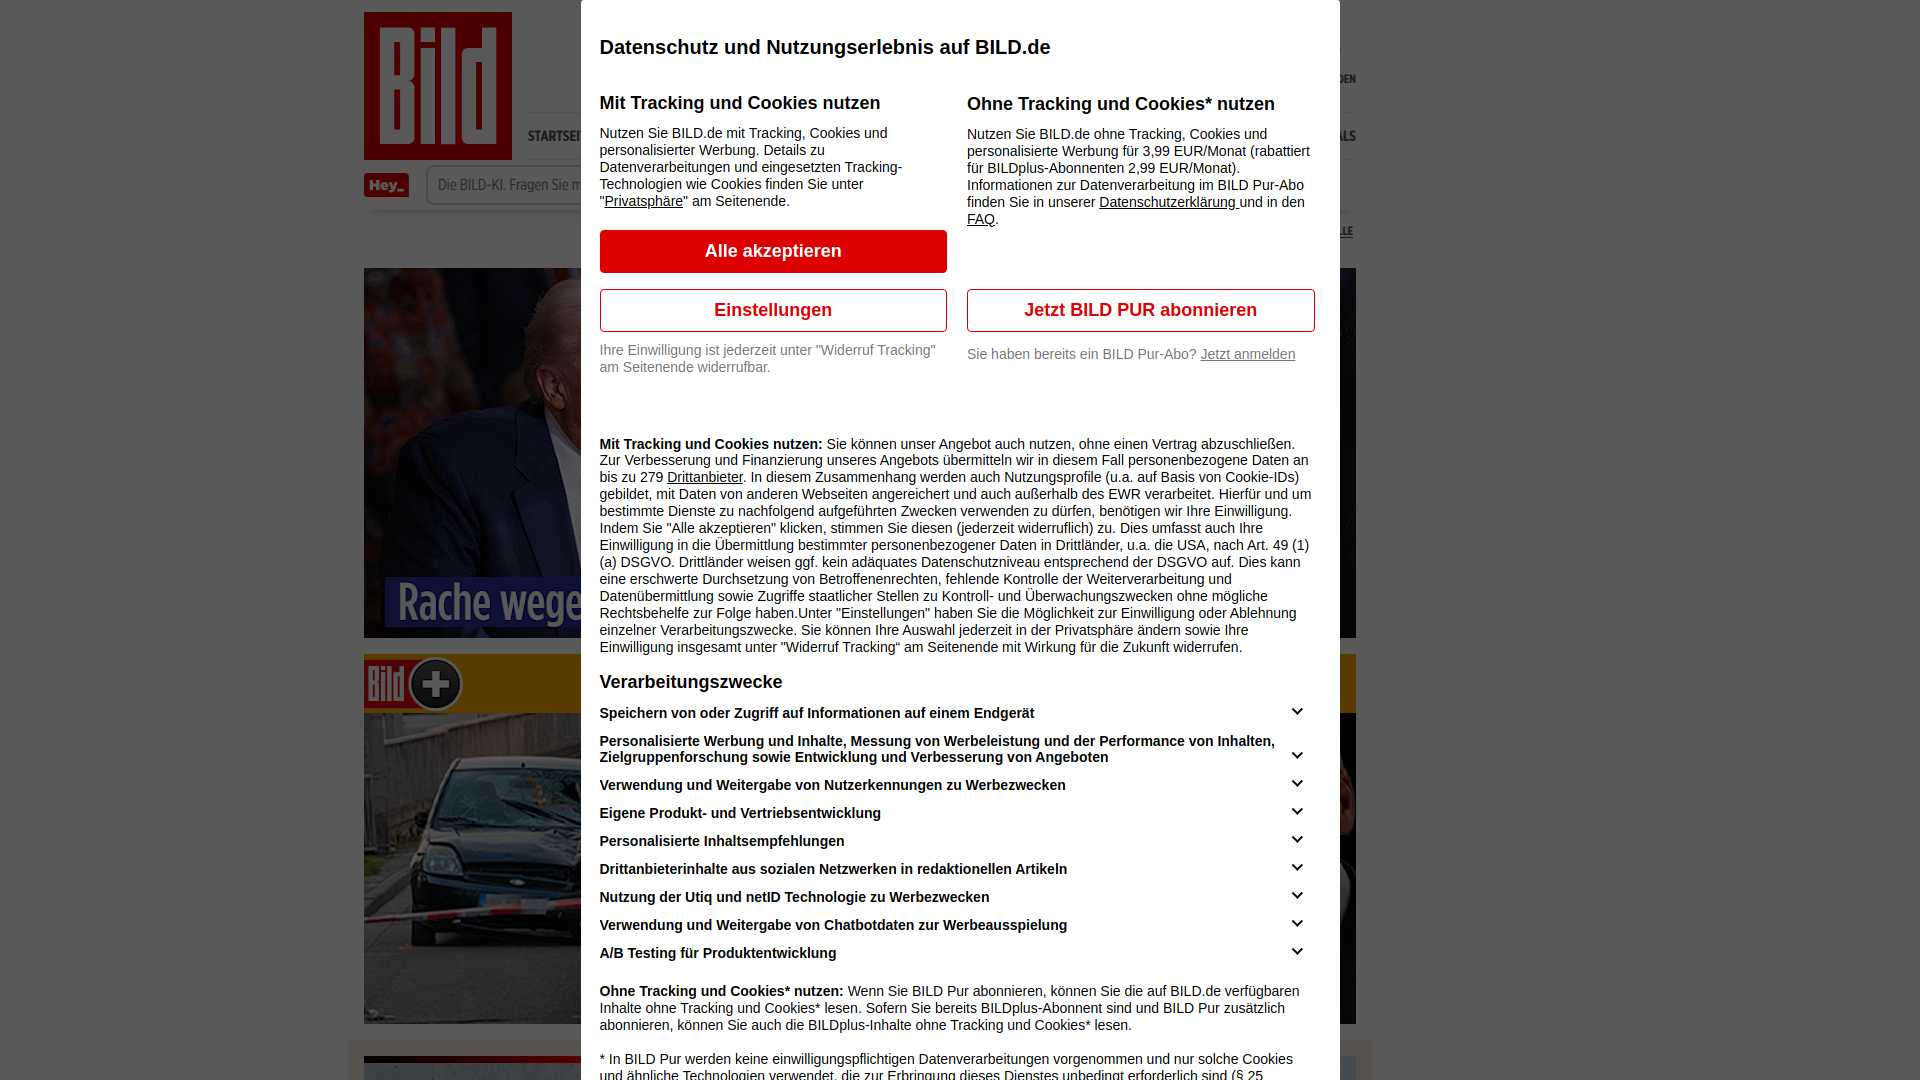 Bild
Datenschutz und Nutzungserlebnis auf BILD.de
Mit Tracking und Cookies nutzen
Nutzen Sie BILD.de mit Tracking, Cookies und
personalisierter Werbung. Details zu
Datenverarbeitungen und eingesetzten Tracking-
Technologien wie Cookies finden Sie unter
"Privatsphäre" am Seitenende.
Alle akzeptieren
Einstellungen
Ihre Einwilligung ist jederzeit unter "Widerruf Tracking"
am Seitenende widerrufbar.
Ohne Tracking und Cookies* nutzen
Nutzen Sie BILD.de ohne Tracking, Cookies und
personalisierte Werbung für 3,99 EUR/Monat (rabattiert
für BILDplus-Abonnenten 2,99 EUR/Monat).
Informationen zur Datenverarbeitung im BILD Pur-Abo
finden Sie in unserer Datenschutzerklärung und in den
FAQ.
Jetzt BILD PUR abonnieren
Sie haben bereits ein BILD Pur-Abo? Jetzt anmelden
Hey_
Die BILD-KI. Fragen Sie
Rache
Bild
Mit Tracking und Cookies nutzen: Sie können unser Angebot auch nutzen, ohne einen Vertrag abzuschließen.
Zur Verbesserung und Finanzierung unseres Angebots übermitteln wir in diesem Fall personenbezogene Daten an
bis zu 279 Drittanbieter. In diesem Zusammenhang werden auch Nutzungsprofile (u.a. auf Basis von Cookie-IDs)
gebildet, mit Daten von anderen Webseiten angereichert und auch außerhalb des EWR verarbeitet. Hierfür und um
bestimmte Dienste zu nachfolgend aufgeführten Zwecken verwenden zu dürfen, benötigen wir Ihre Einwilligung.
Indem Sie "Alle akzeptieren" klicken, stimmen Sie diesen (jederzeit widerruflich) zu. Dies umfasst auch Ihre
Einwilligung in die Übermittlung bestimmter personenbezogener Daten in Drittländer, u.a. die USA, nach Art. 49 (1)
(a) DSGVO. Drittländer weisen ggf. kein adäquates Datenschutzniveau entsprechend der DSGVO auf. Dies kann
eine erschwerte Durchsetzung von Betroffenenrechten, fehlende Kontrolle der Weiterverarbeitung und
Datenübermittlung sowie Zugriffe staatlicher Stellen zu Kontroll- und Überwachungszwecken ohne mögliche
Rechtsbehelfe zur Folge haben.Unter "Einstellungen" haben Sie die Möglichkeit zur Einwilligung oder Ablehnung
einzelner Verarbeitungszwecke. Sie können Ihre Auswahl jederzeit in der Privatsphäre ändern sowie Ihre
Einwilligung insgesamt unter "Widerruf Tracking“ am Seitenende mit Wirkung für die Zukunft widerrufen.
Verarbeitungszwecke
Speichern von oder Zugriff auf Informationen auf einem Endgerät
Personalisierte Werbung und Inhalte, Messung von Werbeleistung und der Performance von Inhalten,
Zielgruppenforschung sowie Entwicklung und Verbesserung von Angeboten
Verwendung und Weitergabe von Nutzerkennungen zu Werbezwecken
Eigene Produkt- und Vertriebsentwicklung
Personalisierte Inhaltsempfehlungen
Drittanbieterinhalte aus sozialen Netzwerken in redaktionellen Artikeln
Nutzung der Utiq und netID Technologie zu Werbezwecken
Verwendung und Weitergabe von Chatbotdaten zur Werbeausspielung
A/B Testing für Produktentwicklung
Ohne Tracking und Cookies* nutzen: Wenn Sie BILD Pur abonnieren, können Sie die auf BILD.de verfügbaren
Inhalte ohne Tracking und Cookies* lesen. Sofern Sie bereits BILDplus-Abonnent sind und BILD Pur zusätzlich
abonnieren, können Sie auch die BILDplus-Inhalte ohne Tracking und Cookies* lesen.
* In BILD Pur werden keine einwilligungspflichtigen Datenverarbeitungen vorgenommen und nur solche Cookies
und ähnliche Technologien verwendet, die zur Erbringung dieses Dienstes unbedingt erforderlich sind (§ 25